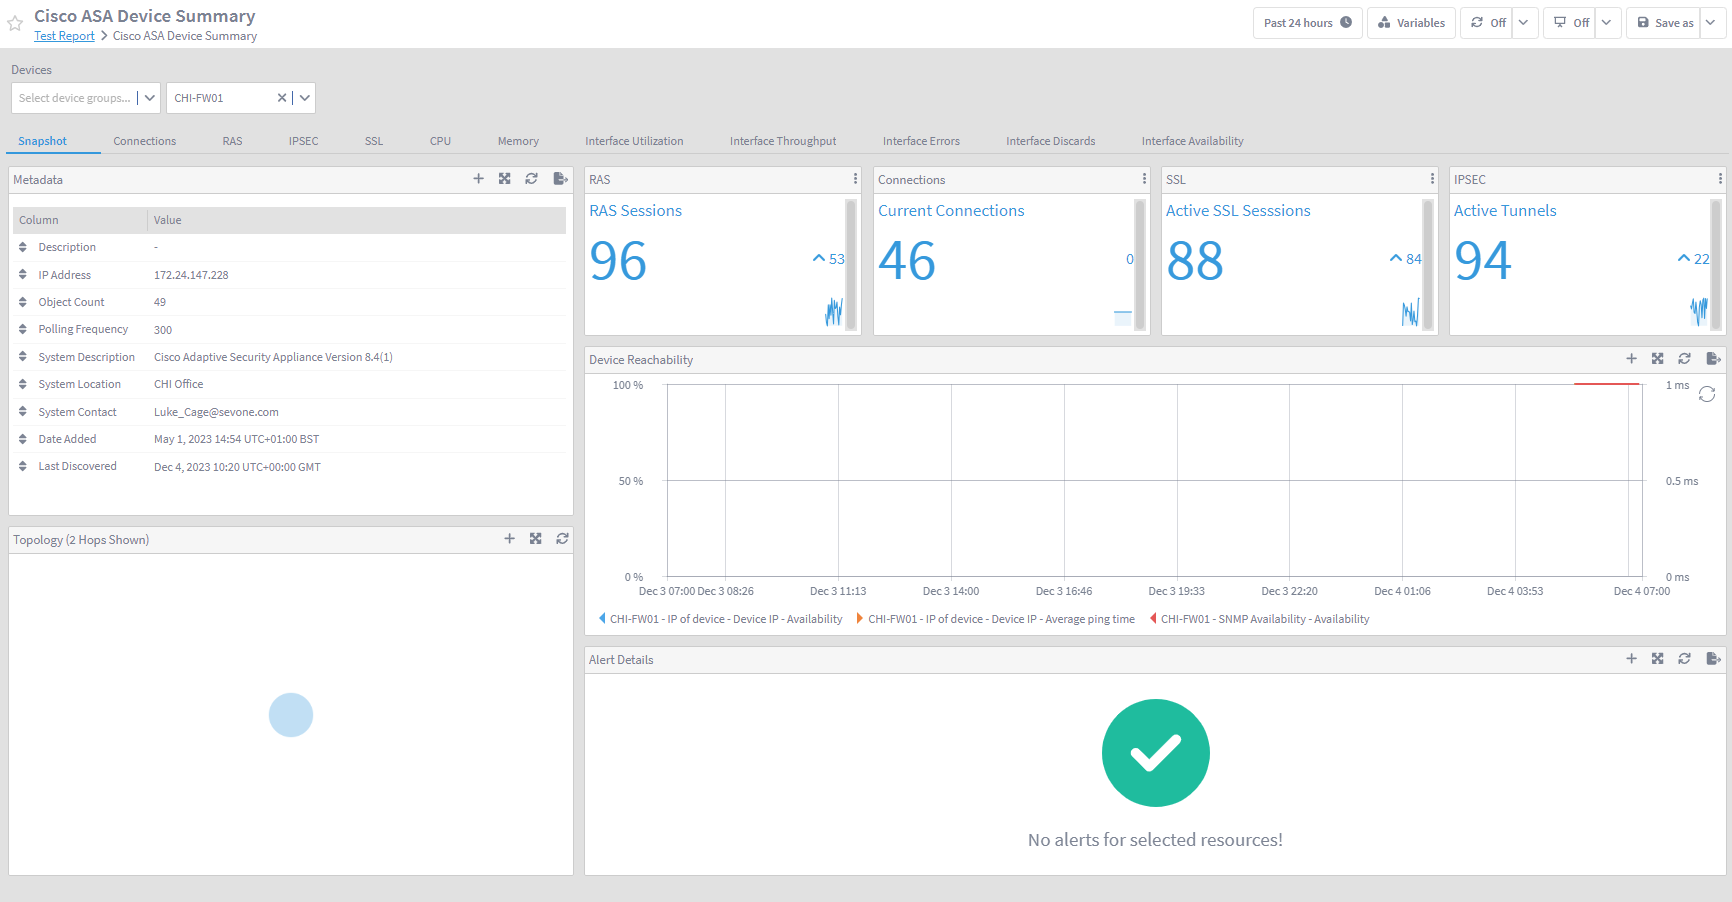 Cisco ASA Device Summary
Test Report > Cisco ASA Device Summary
Past 24 hours
Variables
Off
Off
Save as
Devices
Select device groups...
CHI-FW01
Snapshot Connections RAS IPSEC SSL CPU Memory Interface Utilization Interface Throughput Interface Errors Interface Discards Interface Availability
Metadata
Column Value
Description -
IP Address 172.24.147.228
Object Count 49
Polling Frequency 300
System Description Cisco Adaptive Security Appliance Version 8.4(1)
System Location CHI Office
System Contact Luke_Cage@sevone.com
Date Added May 1, 2023 14:54 UTC+01:00 BST
Last Discovered Dec 4, 2023 10:20 UTC+00:00 GMT
Topology (2 Hops Shown)
RAS
RAS Sessions
96
53
Connections
Current Connections
46
0
SSL
Active SSL Sesssions
88
84
IPSEC
Active Tunnels
94
22
Device Reachability
100 % 1 ms
50 % 0.5 ms
0 % 0 ms
Dec 3 07:00 Dec 3 08:26 Dec 3 11:13 Dec 3 14:00 Dec 3 16:46 Dec 3 19:33 Dec 3 22:20 Dec 4 01:06 Dec 4 03:53 Dec 4 07:00
CHI-FW01 - IP of device - Device IP - Availability CHI-FW01 - IP of device - Device IP - Average ping time CHI-FW01 - SNMP Availability - Availability
Alert Details
No alerts for selected resources!